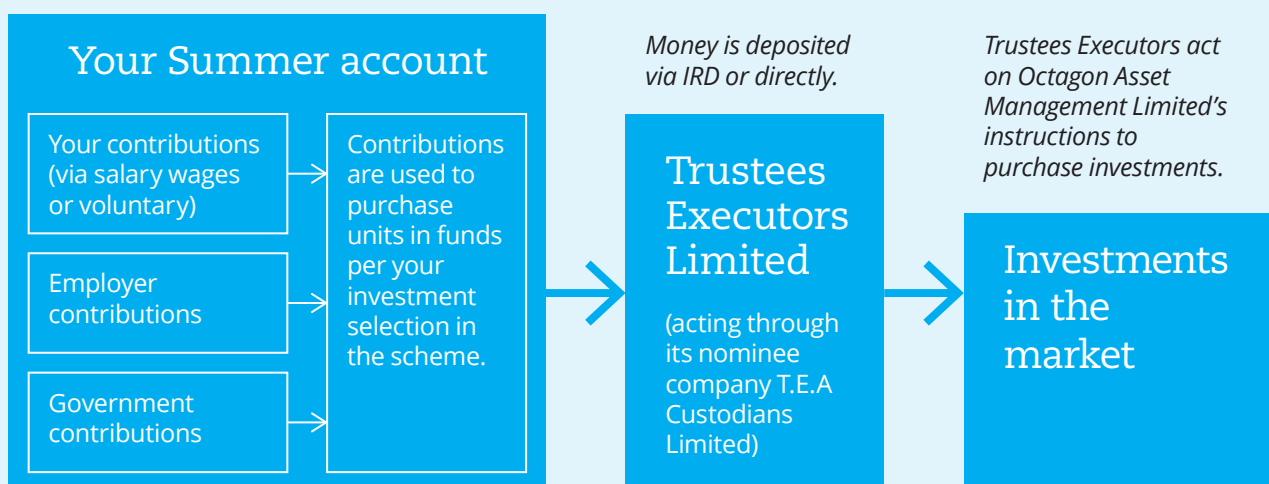 Your Summer account
Your contributions
(via salary wages
or voluntary)
Employer
contributions
Government
contributions
Contributions
are used to
purchase
units in funds
per your
investment
selection in
the scheme.
Money is deposited
via IRD or directly.
Trustees
Executors
Limited
(acting through
its nominee
company T.E.A
Custodians
Limited)
Trustees Executors act
on Octagon Asset
Management Limited’s
instructions to
purchase investments.
Investments
in the
market